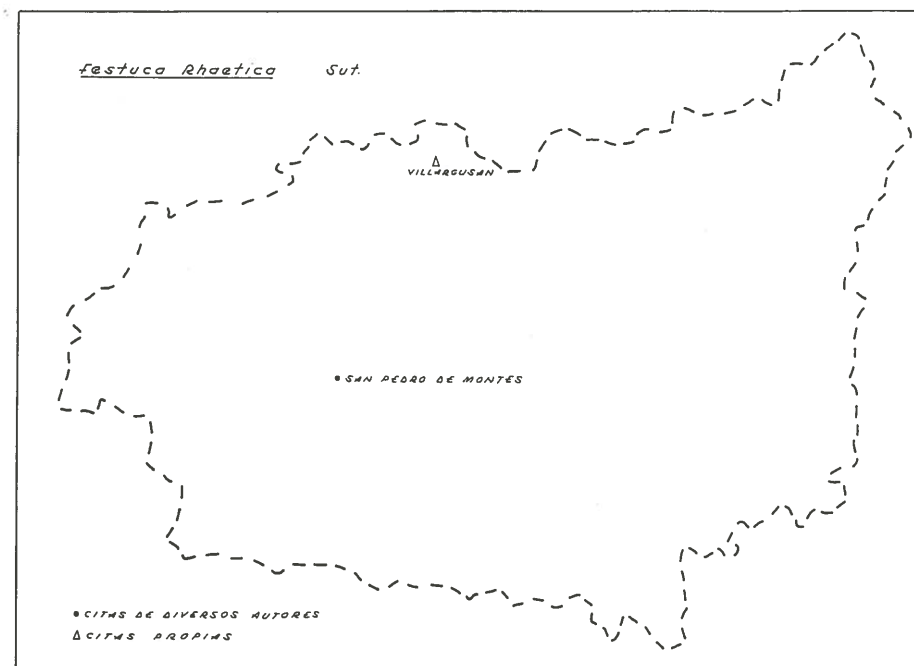 Festuca Rhaetica Sut.
VILLARGUSAN
SAN PEDRO DE MONTES
CITAS DE DIVERSOS AUTORES
CITAS PROPIAS